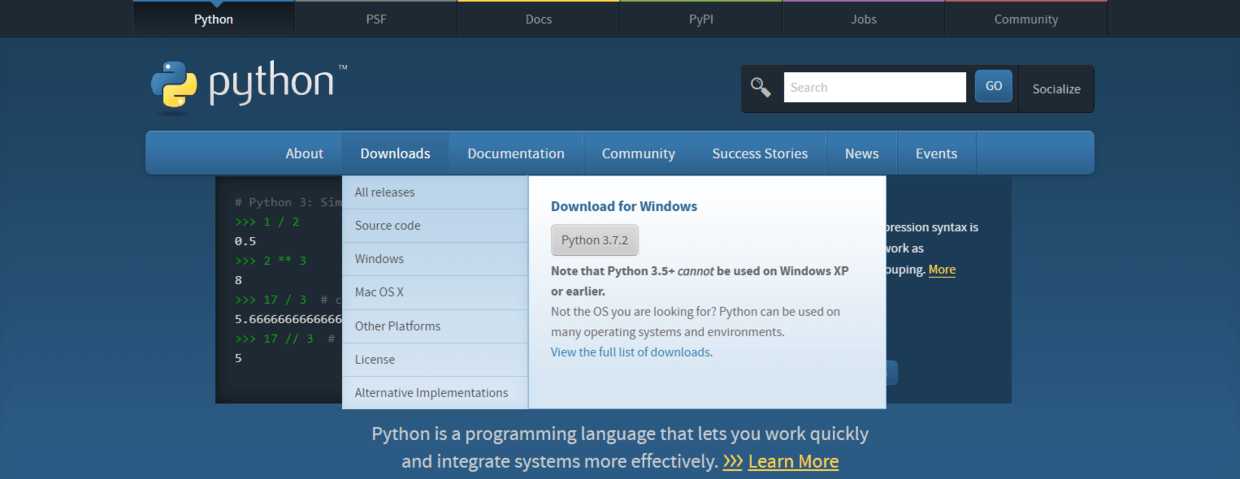 Python
PSF
Docs
PyPI
Jobs
Community
python™
Search
GO
Socialize
About
Downloads
Documentation
Community
Success Stories
News
Events
# Python 3:
>>> 1 / 2
0.5
>>> 2 ** 3
8
>>> 17 / 3 #
5.6666666666666
>>> 17 // 3 #
5
All releases
Source code
Windows
Mac OS X
Other Platforms
License
Alternative Implementations
Download for Windows
Python 3.7.2
Note that Python 3.5+ cannot be used on Windows XP
or earlier.
Not the OS you are looking for? Python can be used on
many operating systems and environments.
View the full list of downloads.
syntax is
as
More
Python is a programming language that lets you work quickly
and integrate systems more effectively. >>> Learn More